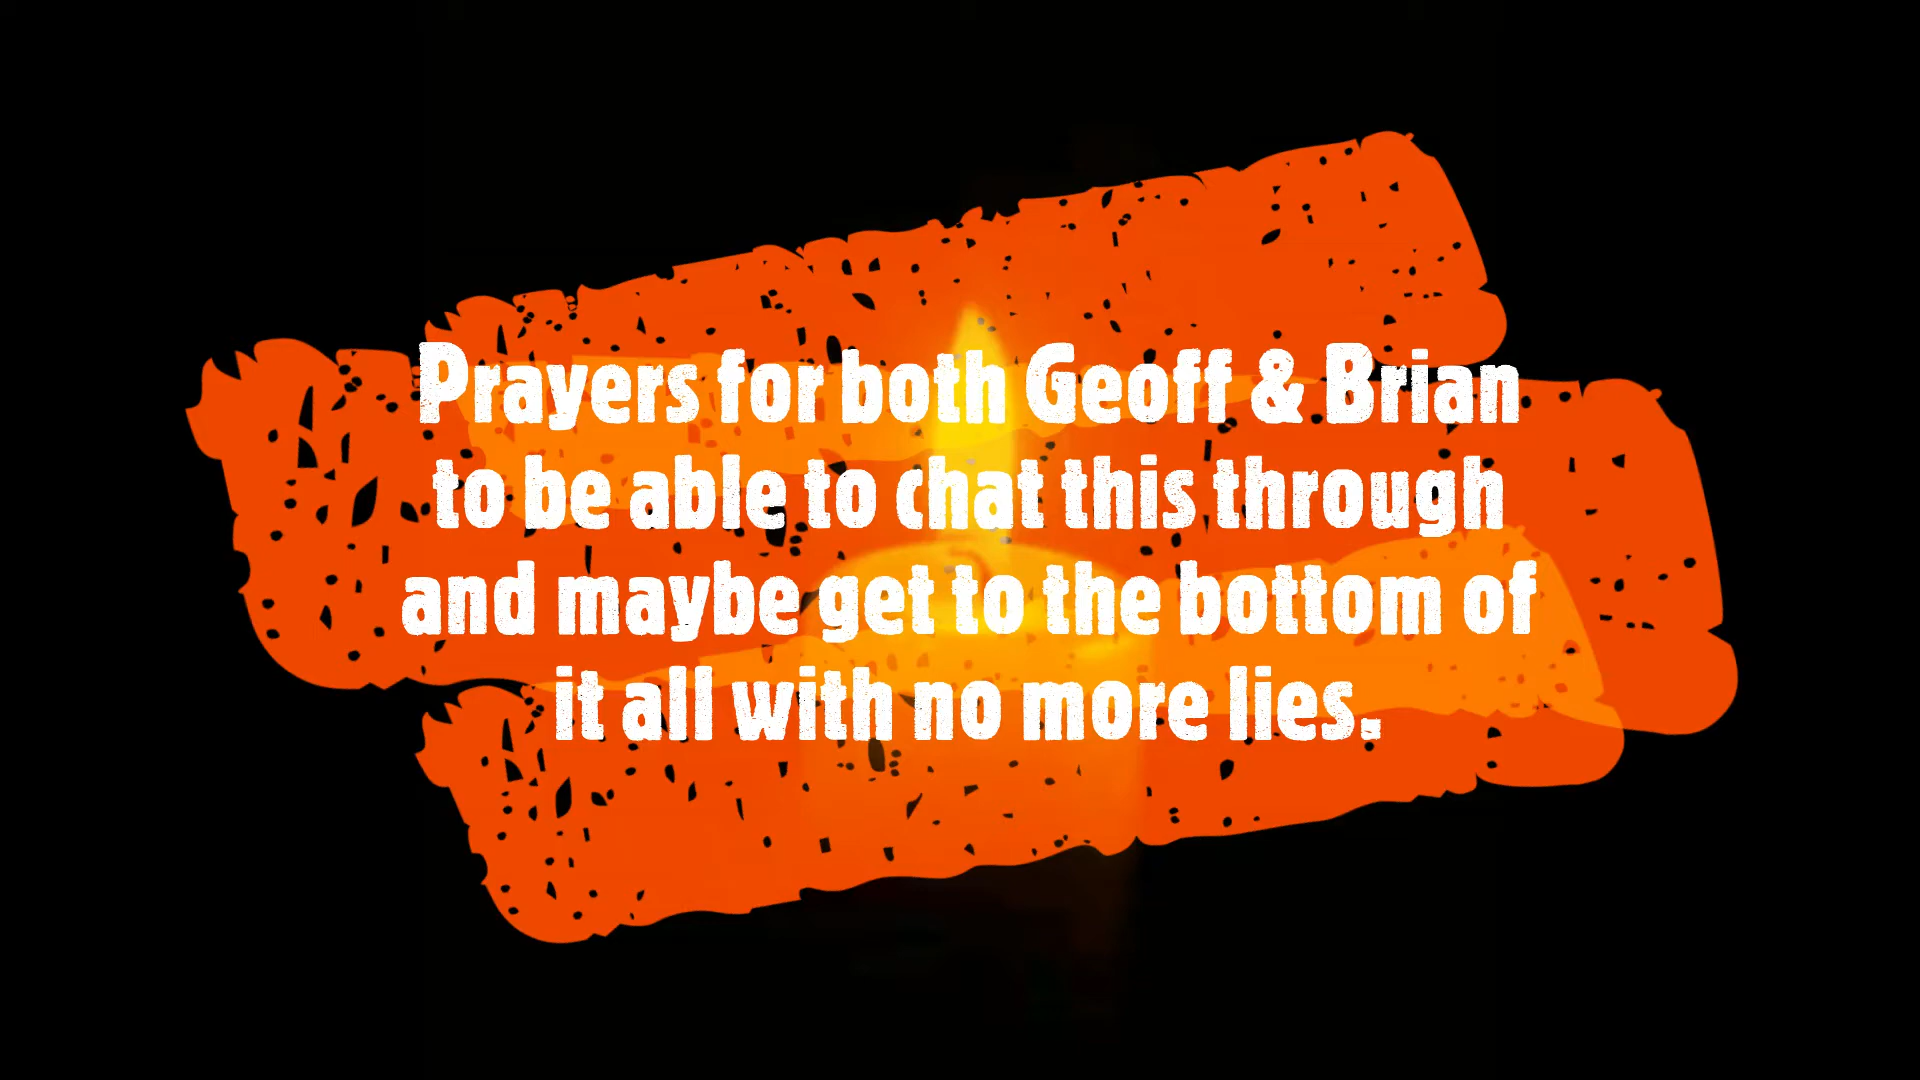 Prayers for both Geoff & Brian
to be able to chat this through
and maybe get to the bottom of
it all with no more lies.